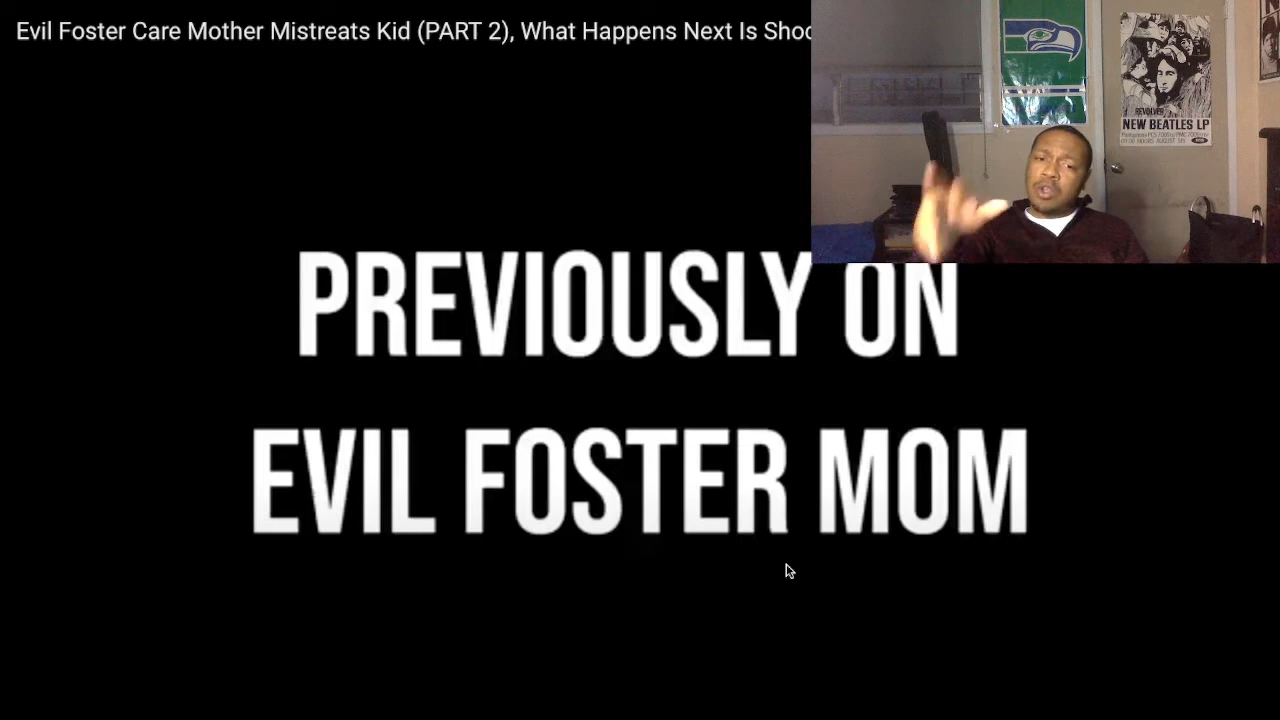 Evil Foster Care Mother Mistreats Kid (PART 2), What Happens Next Is Shoc
REVOLVER
NEW BEATLES LP
PREVIOUSLY ON
EVIL FOSTER MOM